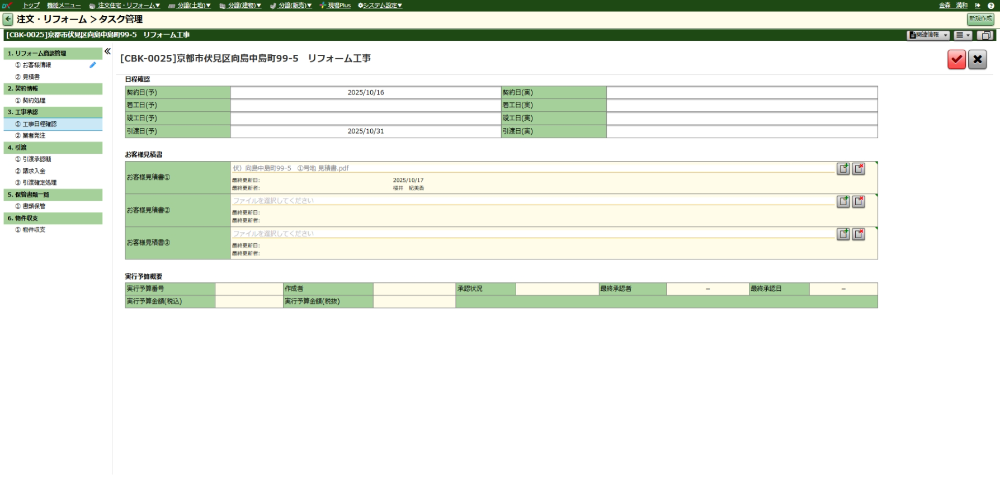 DX トップ 機能メニュー 注文住宅・リフォーム▼ 分譲(土地)▼ 分譲(建物)▼ 分譲(販売)▼ 現場Plus システム設定▼ 金森 満和
注文・リフォーム ＞タスク管理 新規作成
[CBK-0025]京都市伏見区向島中島町99-5 リフォーム工事 関連情報
1. リフォーム商談管理
① お客様情報
② 見積書
2. 契約情報
① 契約処理
3. 工事承認
① 工事日程確認
② 業者発注
4. 引渡
① 引渡承認願
② 請求入金
③ 引渡確定処理
5. 保管書類一覧
① 書類保管
6. 物件収支
① 物件収支
[CBK-0025]京都市伏見区向島中島町99-5 リフォーム工事
日程確認
契約日(予) 2025/10/16 契約日(実)
着工日(予) 着工日(実)
竣工日(予) 竣工日(実)
引渡日(予) 2025/10/31 引渡日(実)
お客様見積書
お客様見積書①
伏）向島中島町99-5 ①号地 見積書.pdf
最終更新日: 2025/10/17
最終更新者: 櫻井 紀美香
お客様見積書②
ファイルを選択してください
最終更新日:
最終更新者:
お客様見積書③
ファイルを選択してください
最終更新日:
最終更新者:
実行予算概要
実行予算番号 作成者 承認状況 最終承認者 － 最終承認日 －
実行予算金額(税込) 実行予算金額(税抜)